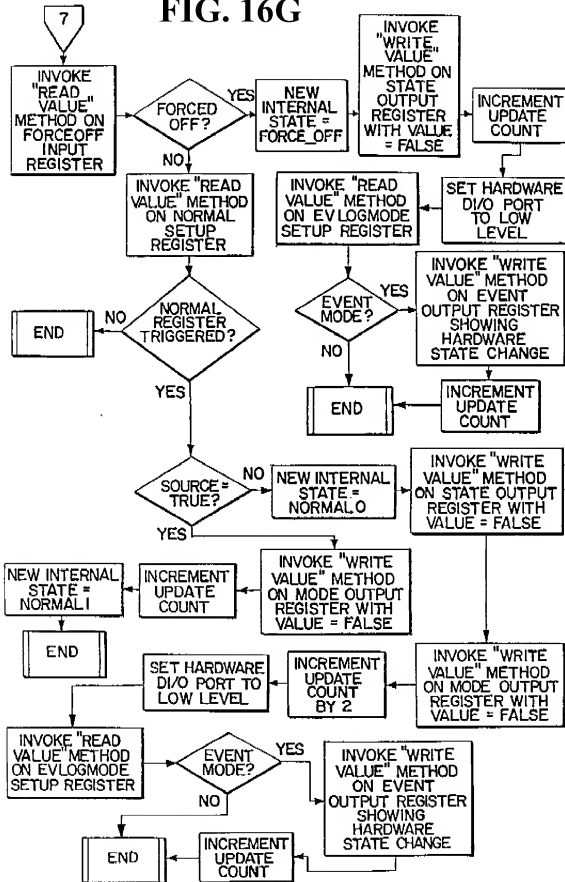 FIG. 16G
7
INVOKE
"READ
VALUE"
METHOD ON
FORCEOFF
INPUT
REGISTER
FORCED
OFF?
YES
NO
NEW
INTERNAL
STATE =
FORCE_OFF
INVOKE
"WRITE
VALUE"
METHOD ON
STATE
OUTPUT
REGISTER
WITH VALUE
= FALSE
INCREMENT
UPDATE
COUNT
SET HARDWARE
DI/O PORT
TO LOW
LEVEL
INVOKE "READ
VALUE" METHOD
ON EVLOGMODE
SETUP REGISTER
INVOKE "READ
VALUE" METHOD
ON NORMAL
SETUP
REGISTER
EVENT
MODE?
YES
NO
INVOKE "WRITE
VALUE" METHOD
ON EVENT
OUTPUT REGISTER
SHOWING
HARDWARE
STATE CHANGE
INCREMENT
UPDATE
COUNT
END
NORMAL
REGISTER
TRIGGERED?
NO
END
YES
SOURCE =
TRUE?
NO
YES
NEW INTERNAL
STATE =
NORMAL0
INVOKE "WRITE
VALUE" METHOD
ON STATE OUTPUT
REGISTER WITH
VALUE = FALSE
INVOKE "WRITE
VALUE" METHOD
ON MODE OUTPUT
REGISTER WITH
VALUE = FALSE
INCREMENT
UPDATE
COUNT
NEW INTERNAL
STATE =
NORMAL1
END
INVOKE "WRITE
VALUE" METHOD
ON MODE OUTPUT
REGISTER WITH
VALUE = FALSE
INCREMENT
UPDATE
COUNT
BY 2
SET HARDWARE
DI/O PORT TO
LOW LEVEL
INVOKE "READ
VALUE" METHOD
ON EVLOGMODE
SETUP REGISTER
EVENT
MODE?
YES
NO
INVOKE "WRITE
VALUE" METHOD
ON EVENT
OUTPUT REGISTER
SHOWING
HARDWARE
STATE CHANGE
INCREMENT
UPDATE
COUNT
END